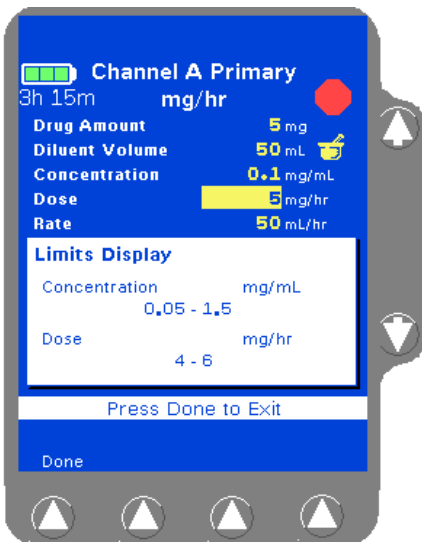 Channel A Primary
3h 15m mg/hr
Drug Amount 5 mg
Diluent Volume 50 mL
Concentration 0.1 mg/mL
Dose 5 mg/hr
Rate 50 mL/hr
Limits Display
Concentration mg/mL
0.05 - 1.5
Dose mg/hr
4 - 6
Press Done to Exit
Done